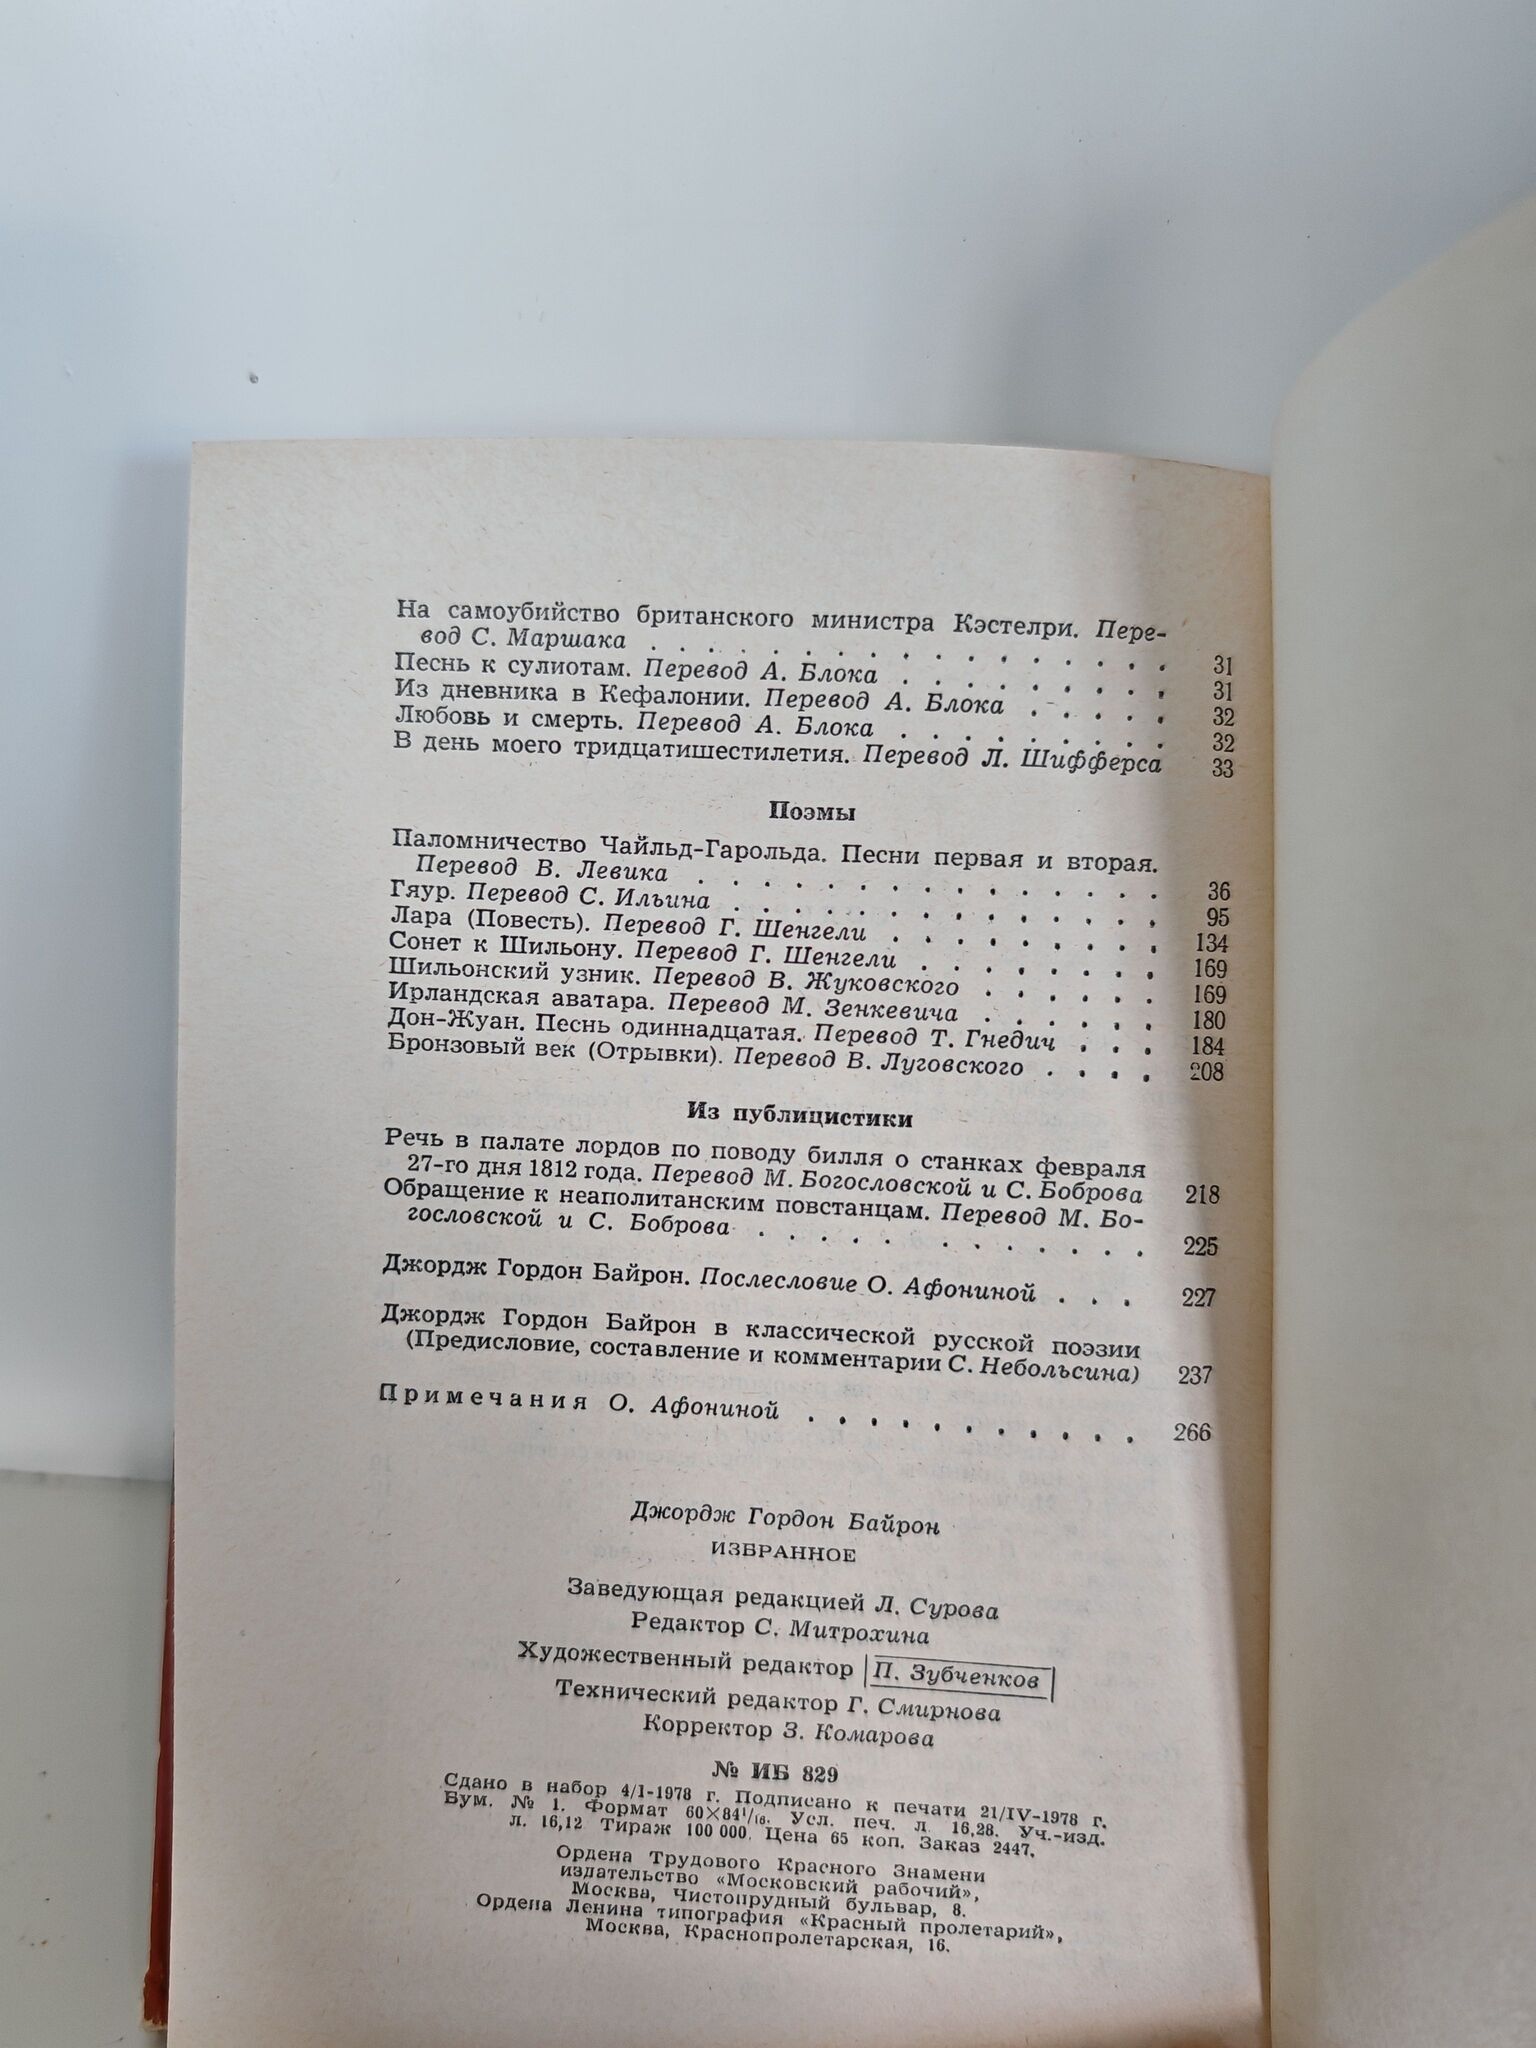 На самоубийство британского министра Кэстелри. Пере-
вод С. Маршака . . . . . . . . . . . . . . . . 31
Песнь к сулиотам. Перевод А. Блока . . . . . . . . . 31
Из дневника в Кефалонии. Перевод А. Блока . . . . . 32
Любовь и смерть. Перевод А. Блока . . . . . . . . . 32
В день моего тридцатишестилетия. Перевод Л. Шифферса 33
Поэмы
Паломничество Чайльд-Гарольда. Песни первая и вторая.
Перевод В. Левика . . . . . . . . . . . . . . . 36
Гяур. Перевод С. Ильина . . . . . . . . . . . . . . 95
Лара (Повесть). Перевод Г. Шенгели . . . . . . . . . 134
Сонет к Шильону. Перевод Г. Шенгели . . . . . . . . 169
Шильонский узник. Перевод В. Жуковского . . . . . . 169
Ирландская аватара. Перевод М. Зенкевича . . . . . . 180
Дон-Жуан. Песнь одиннадцатая. Перевод Т. Гнедич . . . 184
Бронзовый век (Отрывки). Перевод В. Луговского . . . . 208
Из публицистики
Речь в палате лордов по поводу билля о станках февраля
27-го дня 1812 года. Перевод М. Богословской и С. Боброва 218
Обращение к неаполитанским повстанцам. Перевод М. Бо-
гословской и С. Боброва . . . . . . . . . . . . 225
Джордж Гордон Байрон. Послесловие О. Афониной . . . 227
Джордж Гордон Байрон в классической русской поэзии
(Предисловие, составление и комментарии С. Небольсина) 237
Примечания О. Афониной . . . . . . . . . . . 266
Джордж Гордон Байрон
ИЗБРАННОЕ
Заведующая редакцией Л. Сурова
Редактор С. Митрохина
Художественный редактор П. Зубченков
Технический редактор Г. Смирнова
Корректор З. Комарова
№ ИБ 829
Сдано в набор 4/I-1978 г. Подписано к печати 21/IV-1978 г.
Бум. № 1. Формат 60×84¹/₁₆. Усл. печ. л. 16,28. Уч.-изд.
л. 16,12 Тираж 100 000. Цена 65 коп. Заказ 2447.
Ордена Трудового Красного Знамени
издательство «Московский рабочий»,
Москва, Чистопрудный бульвар, 8.
Ордена Ленина типография «Красный пролетарий»,
Москва, Краснопролетарская, 16.